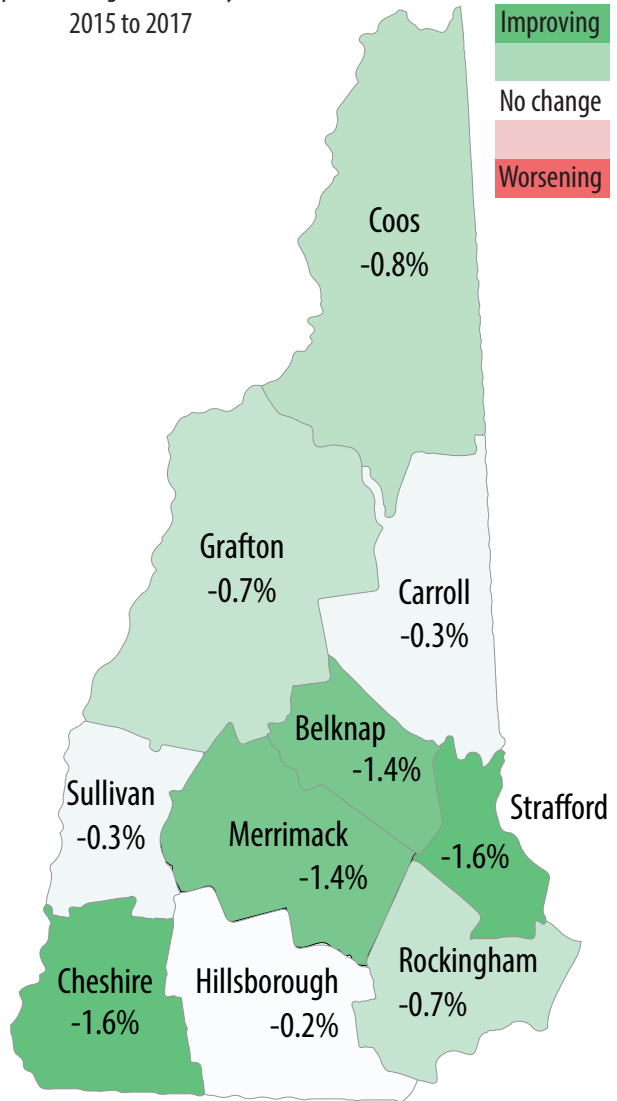 2015 to 2017
Improving
No change
Worsening
Coos
-0.8%
Grafton
-0.7%
Carroll
-0.3%
Belknap
-1.4%
Sullivan
-0.3%
Merrimack
-1.4%
Strafford
-1.6%
Cheshire
-1.6%
Hillsborough
-0.2%
Rockingham
-0.7%